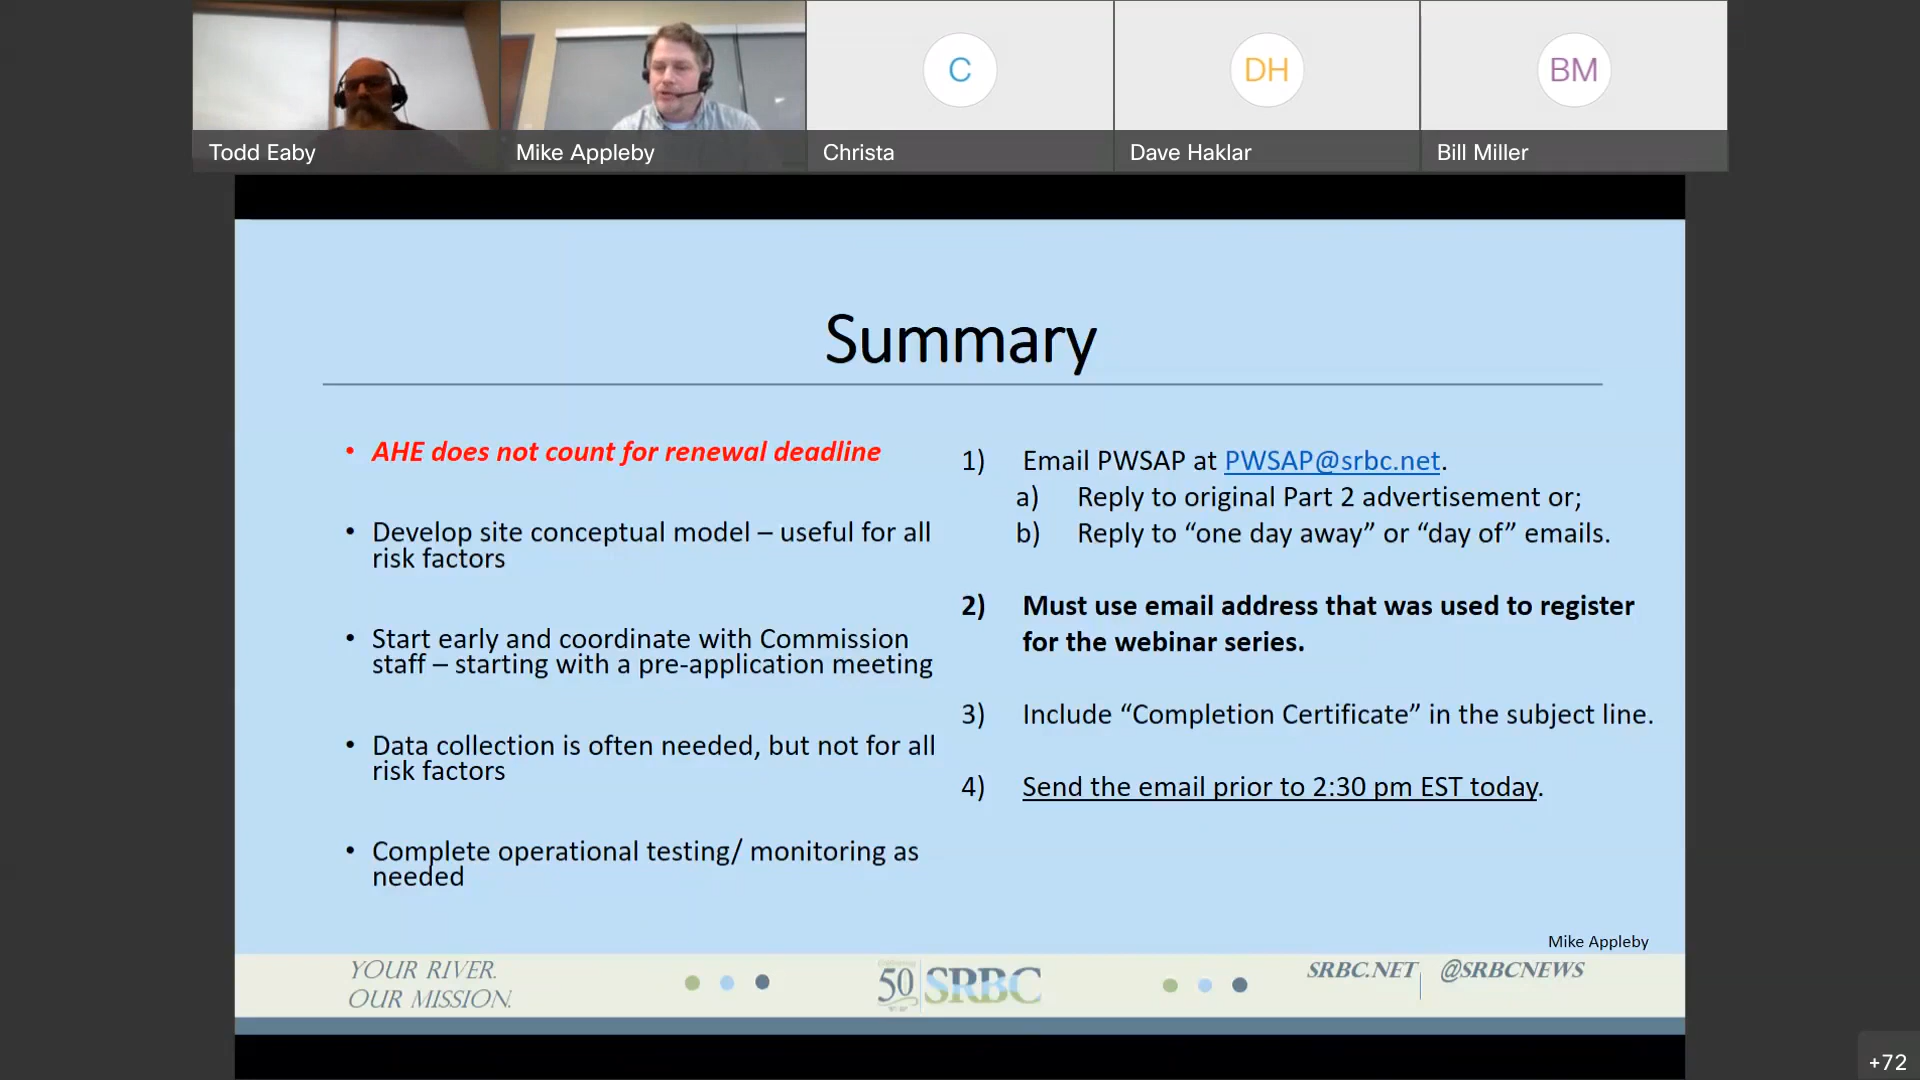 C
DH
BM
Todd Eaby
Mike Appleby
Christa
Dave Haklar
Bill Miller
Summary
• AHE does not count for renewal deadline
• Develop site conceptual model – useful for all
risk factors
• Start early and coordinate with Commission
staff – starting with a pre-application meeting
• Data collection is often needed, but not for all
risk factors
• Complete operational testing/ monitoring as
needed
1) Email PWSAP at PWSAP@srbc.net.
a) Reply to original Part 2 advertisement or;
b) Reply to “one day away” or “day of” emails.
2) Must use email address that was used to register
for the webinar series.
3) Include “Completion Certificate” in the subject line.
4) Send the email prior to 2:30 pm EST today.
Mike Appleby
YOUR RIVER.
OUR MISSION.
50 SRBC
SRBC.NET | @SRBCNEWS
+72